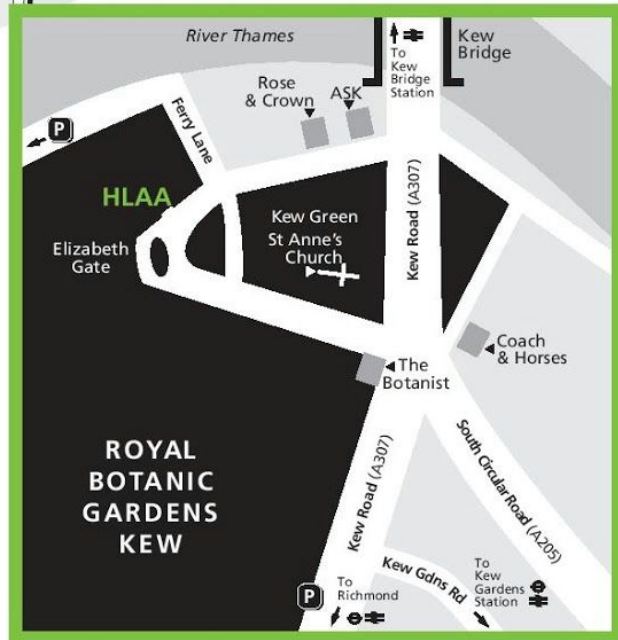 River Thames
To
Kew
Bridge
Station
Kew
Bridge
Rose
& Crown
ASK
P
Ferry Lane
HLAA
Elizabeth
Gate
Kew Green
St Anne's
Church
Kew Road (A307)
Coach
& Horses
The
Botanist
ROYAL
BOTANIC
GARDENS
KEW
Kew Road (A307)
South Circular Road (A205)
Kew Gdns Rd
To
Kew
Gardens
Station
P
To
Richmond